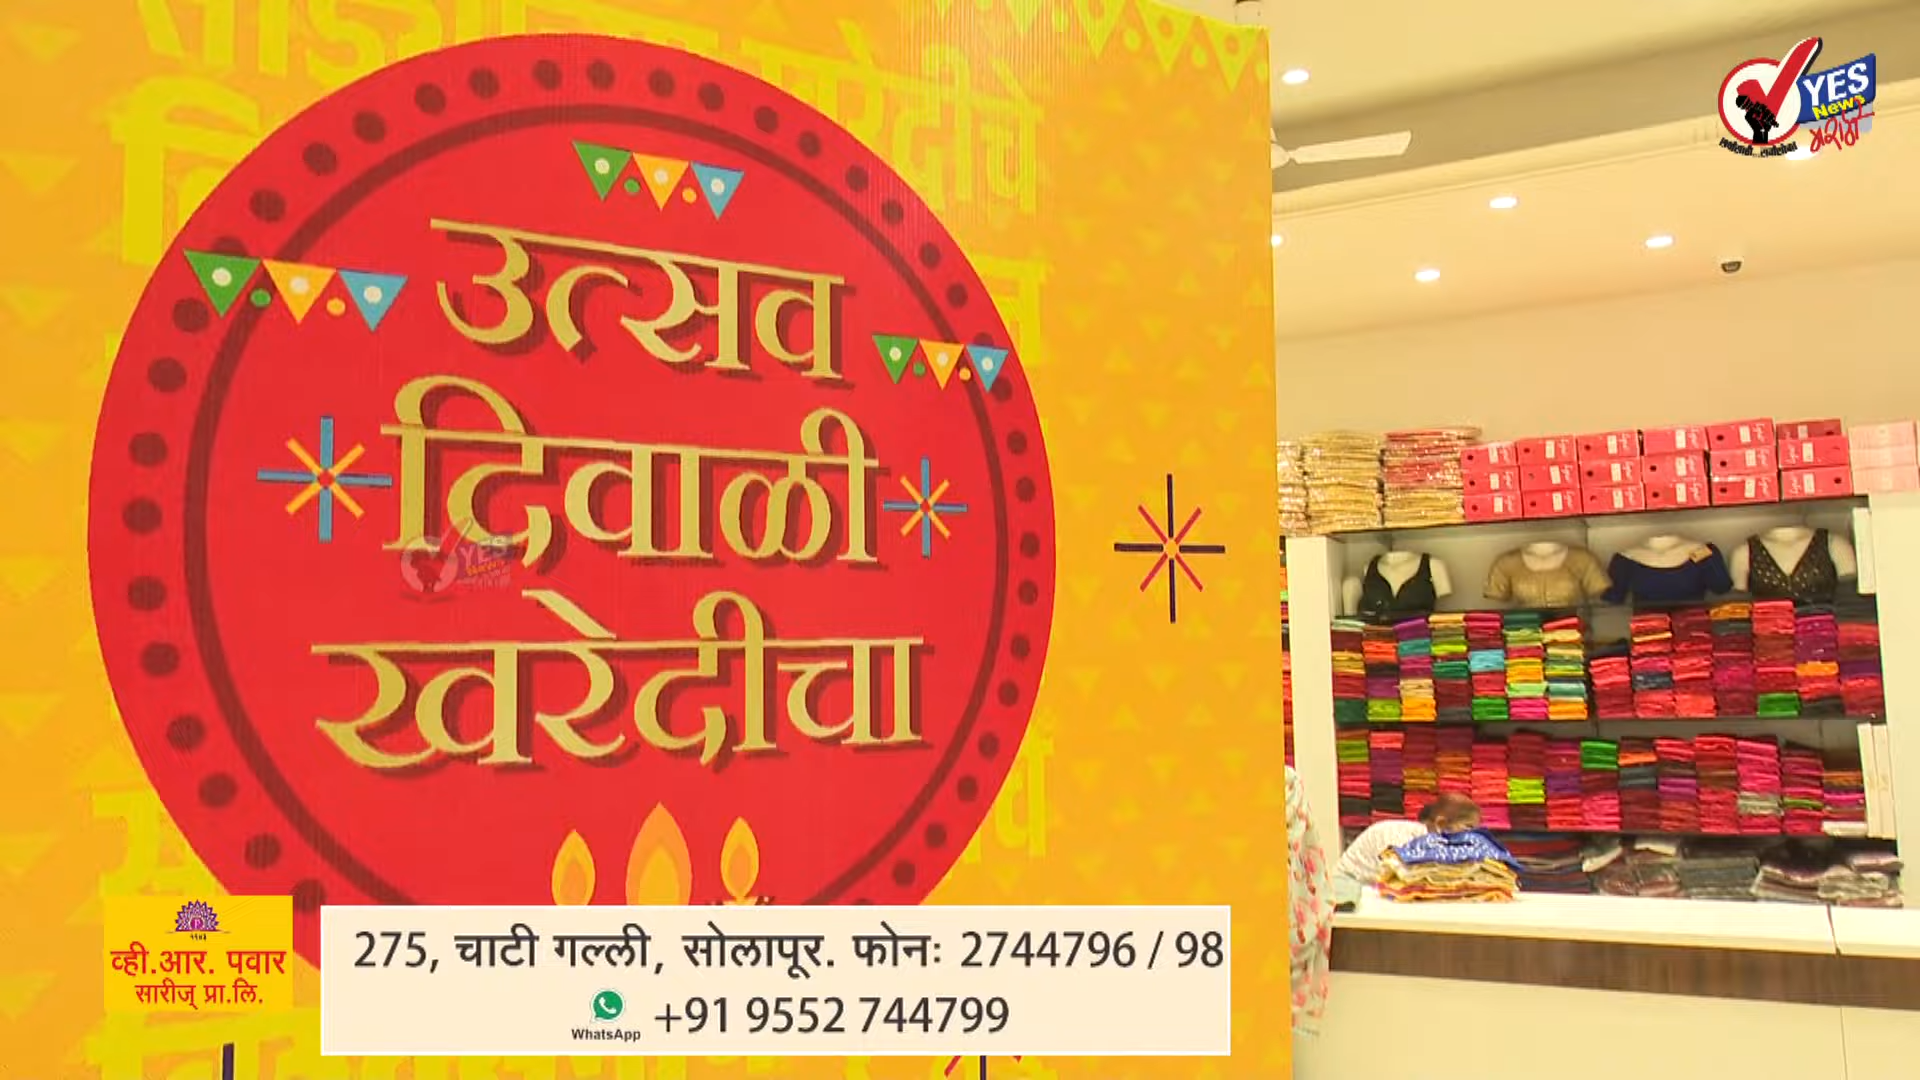 YES
News
मराठी
उत्सव
दिवाळी
खरेदीचा
व्ही.आर. पवार
सारीज् प्रा.लि.
275, चाटी गल्ली, सोलापूर. फोनः 2744796 / 98
WhatsApp +91 9552 744799